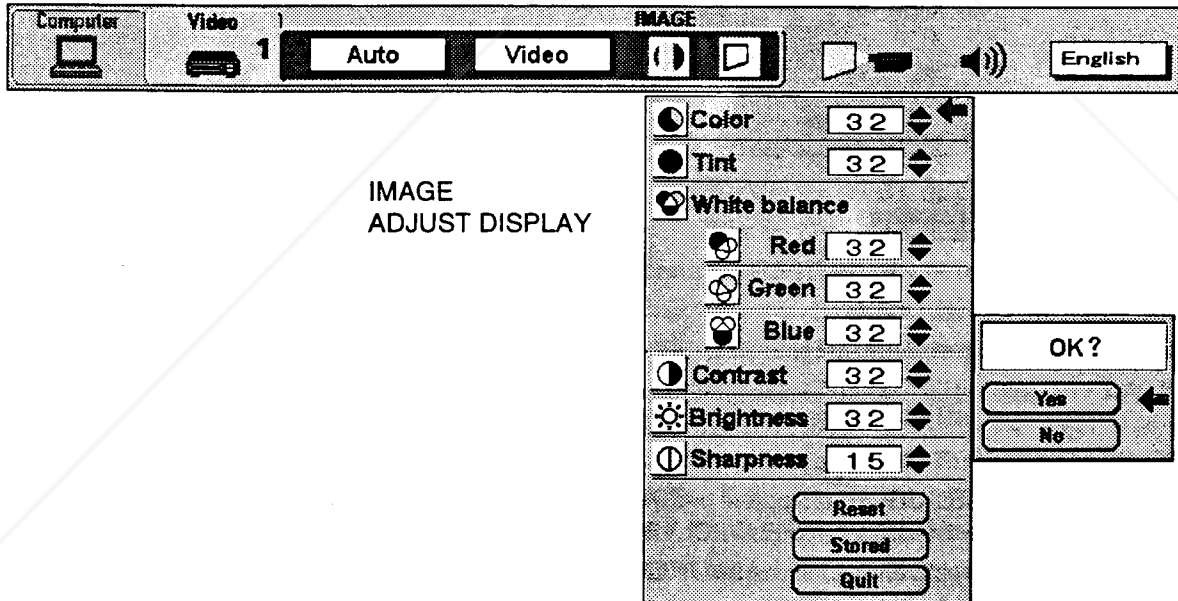 Computer Video IMAGE
1 Auto Video English
Color 32
Tint 32
IMAGE
ADJUST DISPLAY
White balance
Red 32
Green 32
Blue 32
OK?
Contrast 32
Yes
Brightness 32
No
Sharpness 15
Reset
Stored
Quit